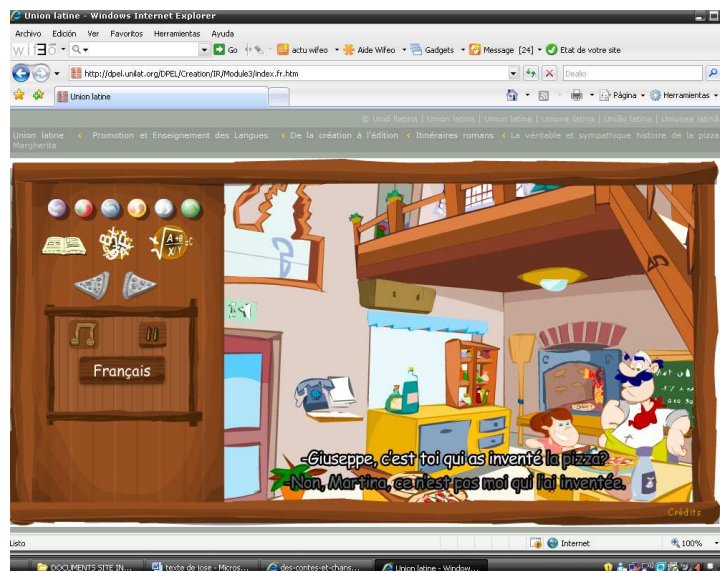 Union latine - Windows Internet Explorer
Archivo Edición Ver Favoritos Herramientas Ayuda
Go actu wifeo Aide Wifeo Gadgets Message [24] Etat de votre site
http://dpel.unilat.org/DPEL/Creation/IR/Module3/index.fr.htm Dealio
Union latine Página Herramientas
© Unió llatina | Unión latina | Union latine | Unione latina | União latina | Uniunea latină
Union latine Promotion et Enseignement des Langues De la création à l'édition Itinéraires romans La véritable et sympathique histoire de la pizza
Margherita
A+B
X/Y
Français
-Giuseppe, c'est toi qui as inventé la pizza?
-Non, Martina, ce n'est pas moi qui l'ai inventée.
Crédits
Listo Internet 100%
DOCUMENTS SITE IN... texte de jose - Micros... des-contes-et-chans... Union latine - Window...